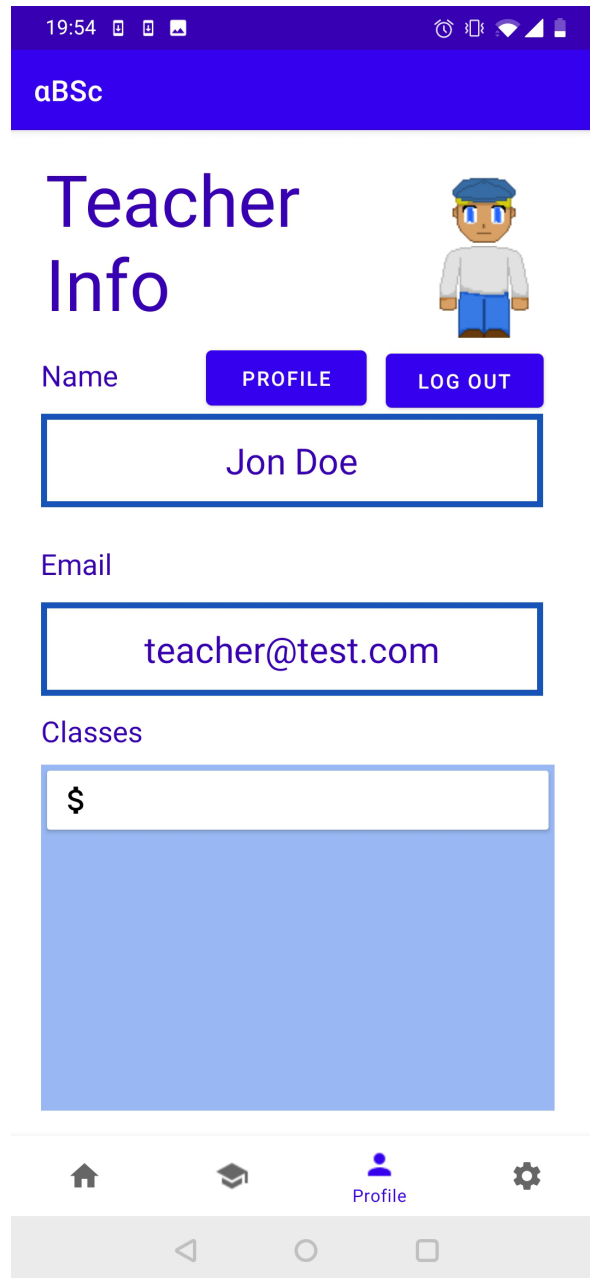 19:54
αBSc
Teacher
Info
Name
PROFILE
LOG OUT
Jon Doe
Email
teacher@test.com
Classes
$
Profile